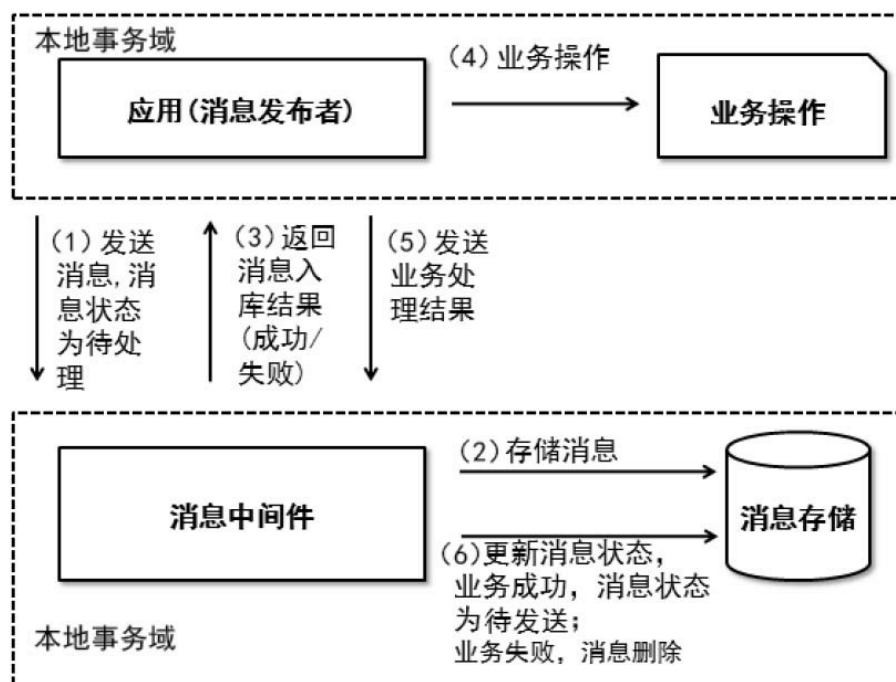 本地事务域
(4)业务操作
应用(消息发布者)
业务操作
(1)发送
消息,消
息状态
为待处
理
(3)返回
消息入
库结果
(成功/
失败)
(5)发送
业务处
理结果
(2)存储消息
消息中间件
消息存储
(6)更新消息状态，
业务成功，消息状态
为待发送；
业务失败，消息删除
本地事务域